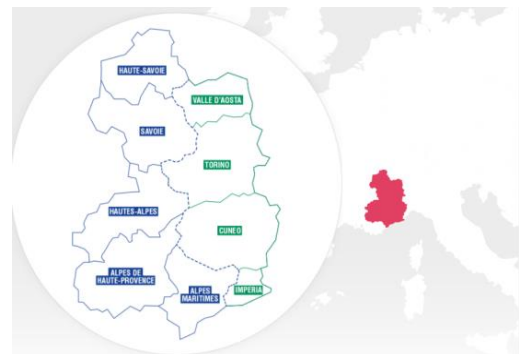 HAUTE-SAVOIE
VALLE D'AOSTA
SAVOIE
TORINO
HAUTES-ALPES
CUNEO
ALPES DE
HAUTE-PROVENCE
ALPES
MARITIMES
IMPERIA